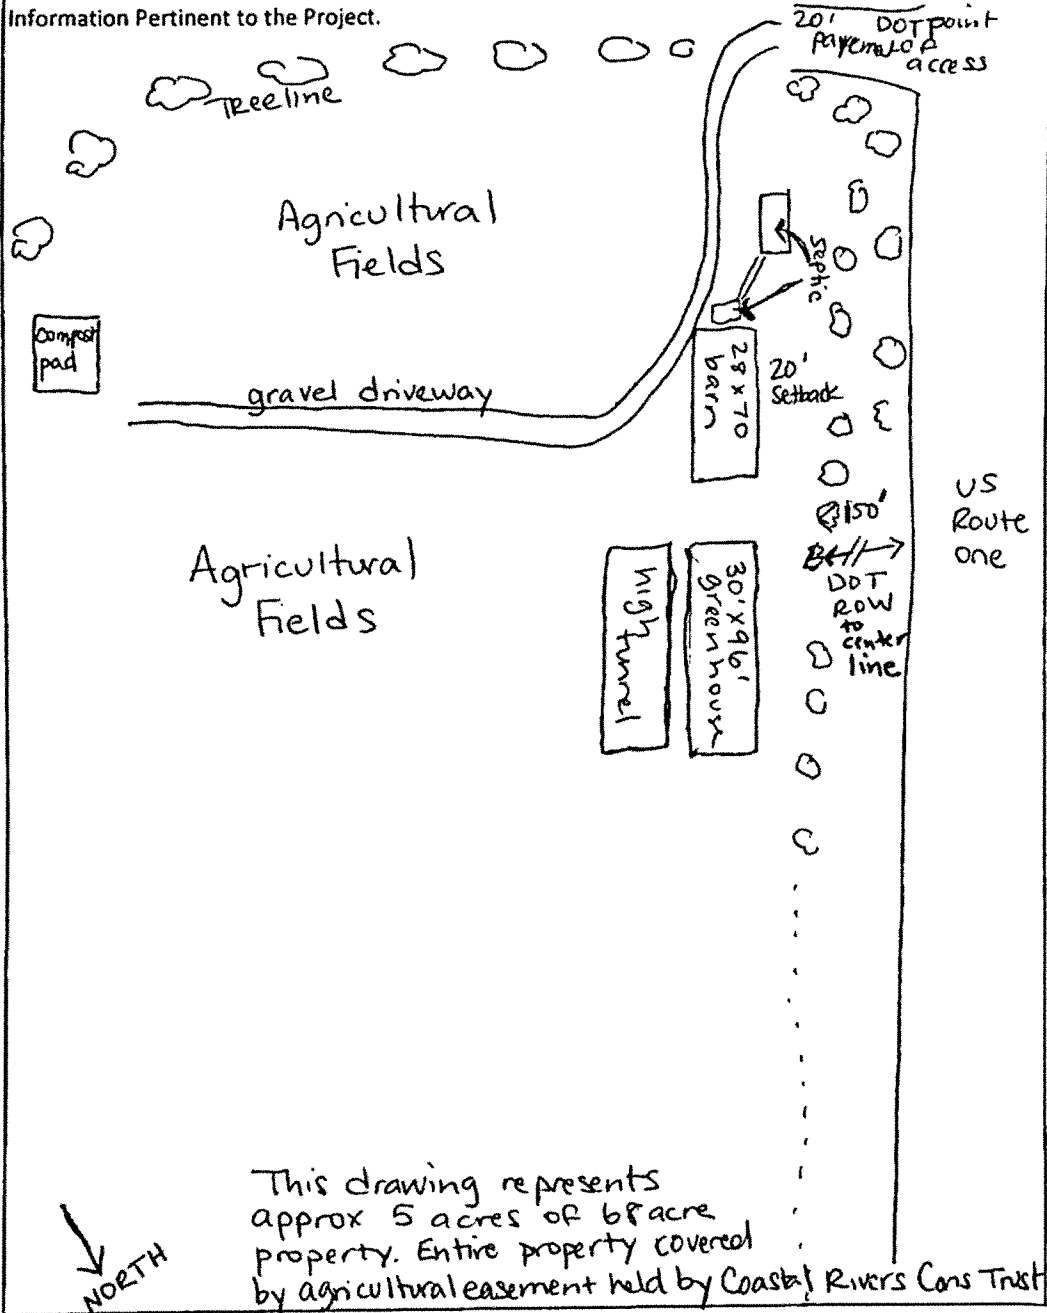 Information Pertinent to the Project.
20' DOT point
of
access
Treeline
Agricultural
Fields
Septic
Compost
pad
28 x 70
barn
20'
Setback
gravel driveway
150'
DOT
ROW
to
center
line
US
Route
one
Agricultural
Fields
high tunnel
30' x 96'
greenhouse
This drawing represents
approx 5 acres of 68 acre
property. Entire property covered
by agricultural easement held by Coastal Rivers Cons Trust
NORTH